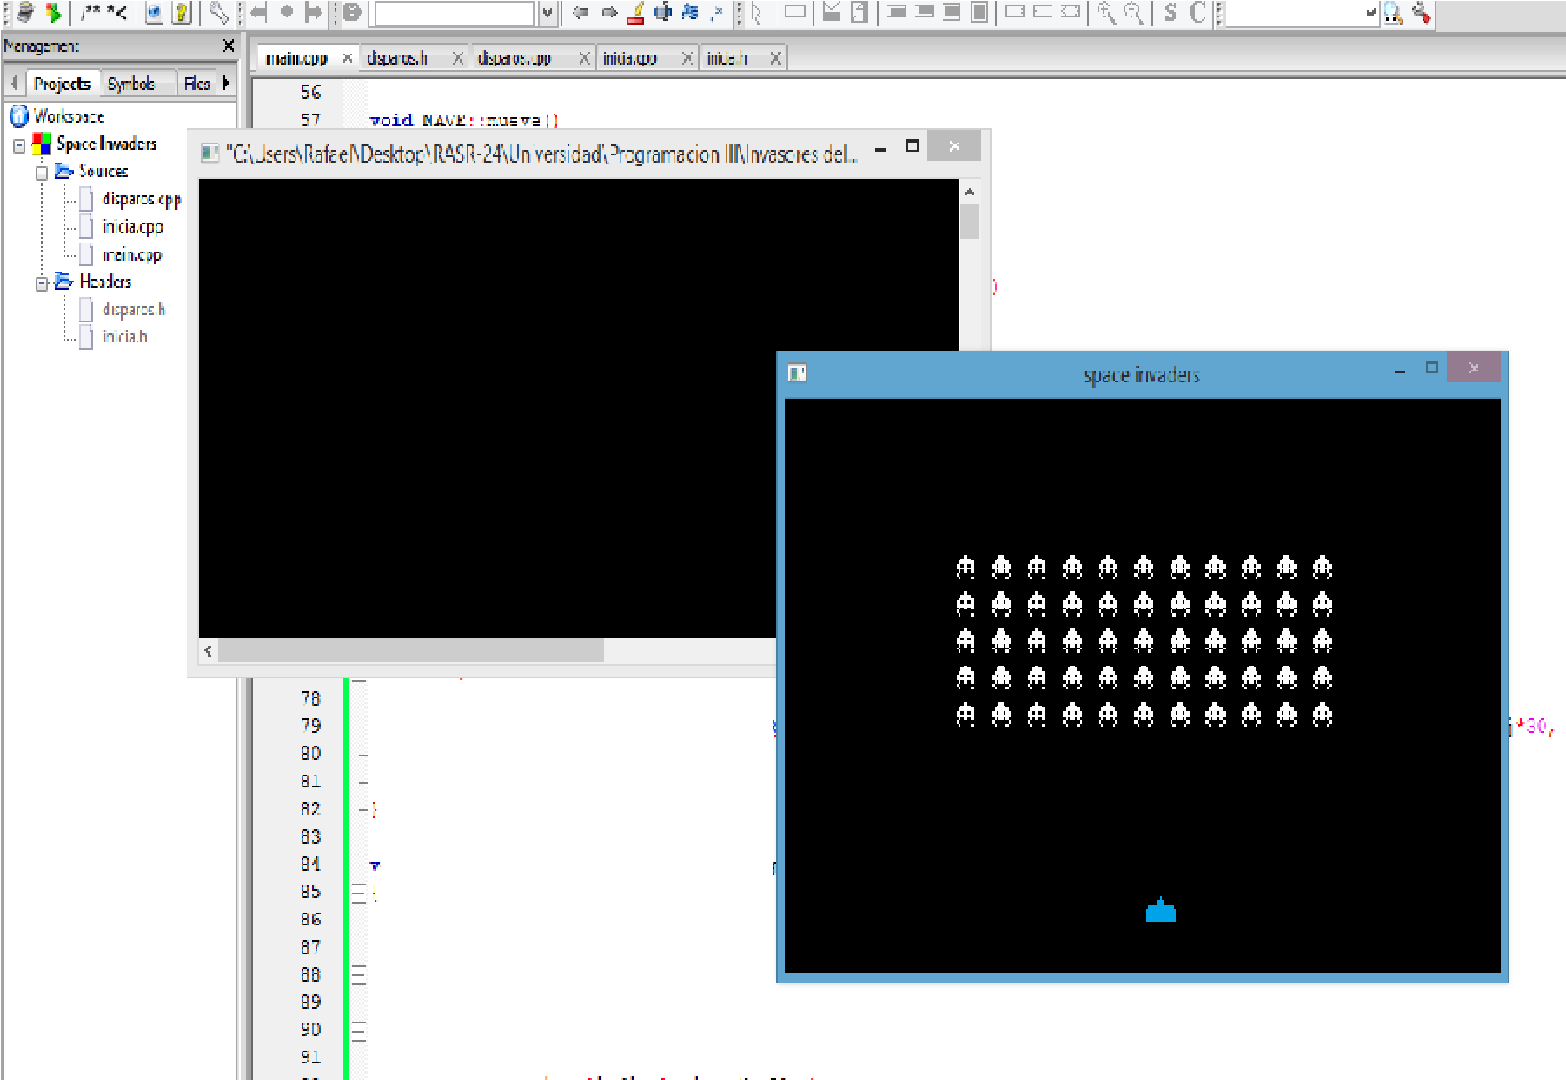 Management
Projects Symbols Files
Workspace
Space Invaders
Sources
disparos.cpp
inicia.cpp
main.cpp
Headers
disparos.h
inicia.h
/** *<
S C
main.cpp disparos.h disparos.cpp inicia.cpp inicia.h
56
57 void NAVE::mueve()
"C:\Users\Rafael\Desktop\RASR-24\Universidad\Programacion III\Invasores del...
)
space invaders
78
79 *30,
80
81
82 }
83
84 v
85 {
86
87
88
89
90
91